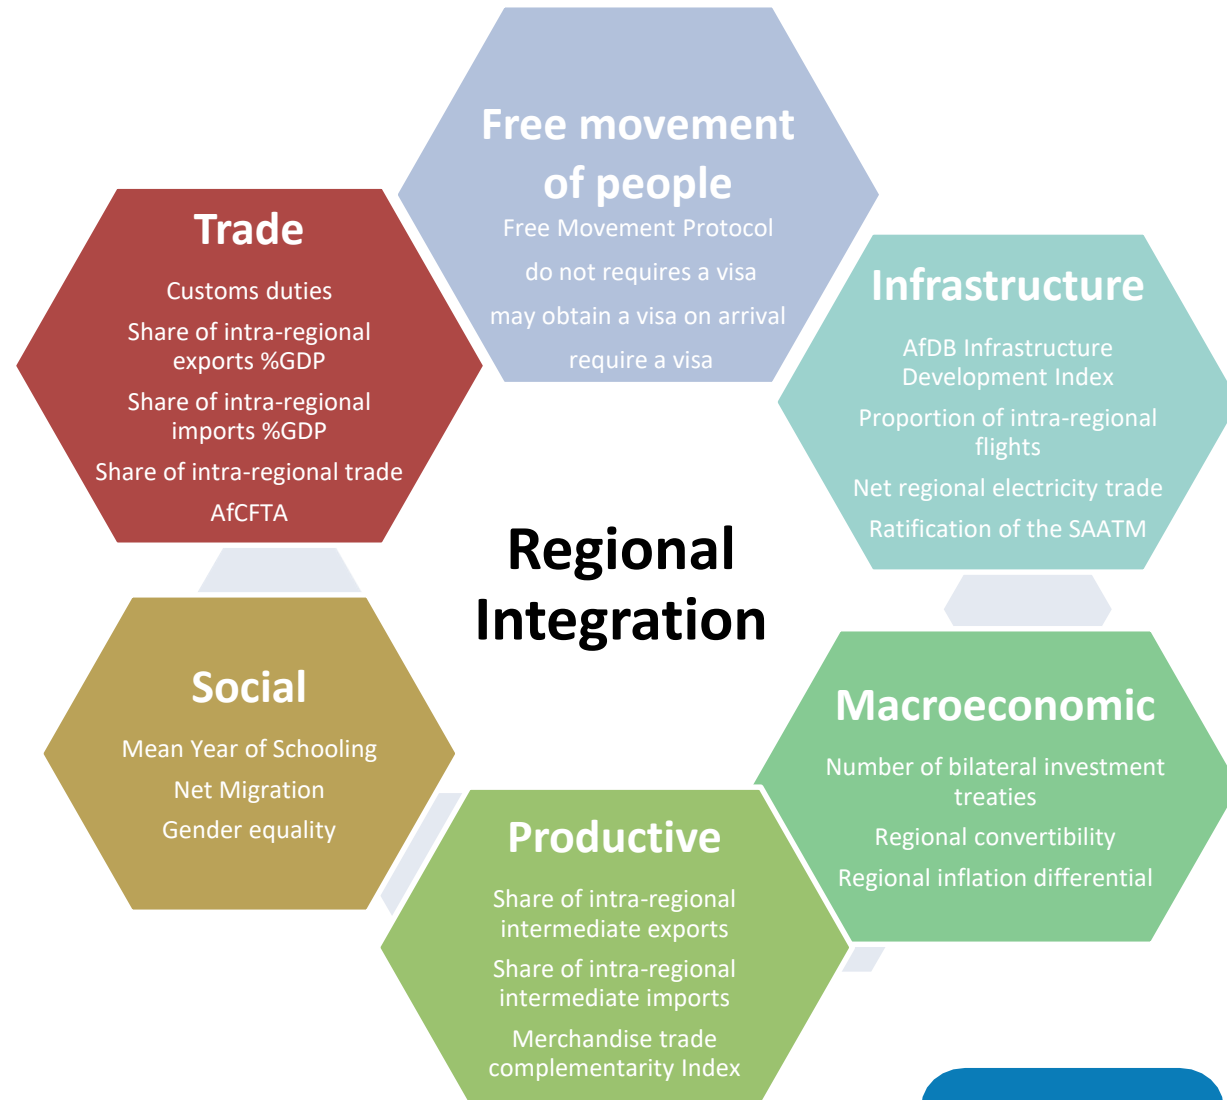 Free movement
of people
Free Movement Protocol
do not requires a visa
may obtain a visa on arrival
require a visa
Trade
Customs duties
Share of intra-regional
exports %GDP
Share of intra-regional
imports %GDP
Share of intra-regional trade
AfCFTA
Infrastructure
AfDB Infrastructure
Development Index
Proportion of intra-regional
flights
Net regional electricity trade
Ratification of the SAATM
Regional
Integration
Social
Mean Year of Schooling
Net Migration
Gender equality
Macroeconomic
Number of bilateral investment
treaties
Regional convertibility
Regional inflation differential
Productive
Share of intra-regional
intermediate exports
Share of intra-regional
intermediate imports
Merchandise trade
complementarity Index